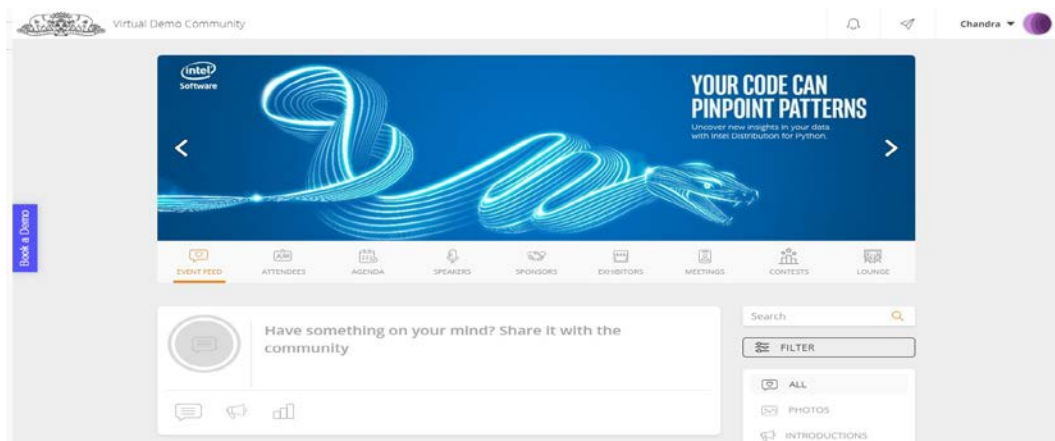 Virtual Demo Community
Chandra
intel
Software
YOUR CODE CAN
PINPOINT PATTERNS
Uncover new insights in your data
with Intel Distribution for Python.
Book a Demo
EVENT FEED
ATTENDEES
AGENDA
SPEAKERS
SPONSORS
EXHIBITORS
MEETINGS
CONTESTS
LOUNGE
Have something on your mind? Share it with the
community
Search
FILTER
ALL
PHOTOS
INTRODUCTIONS